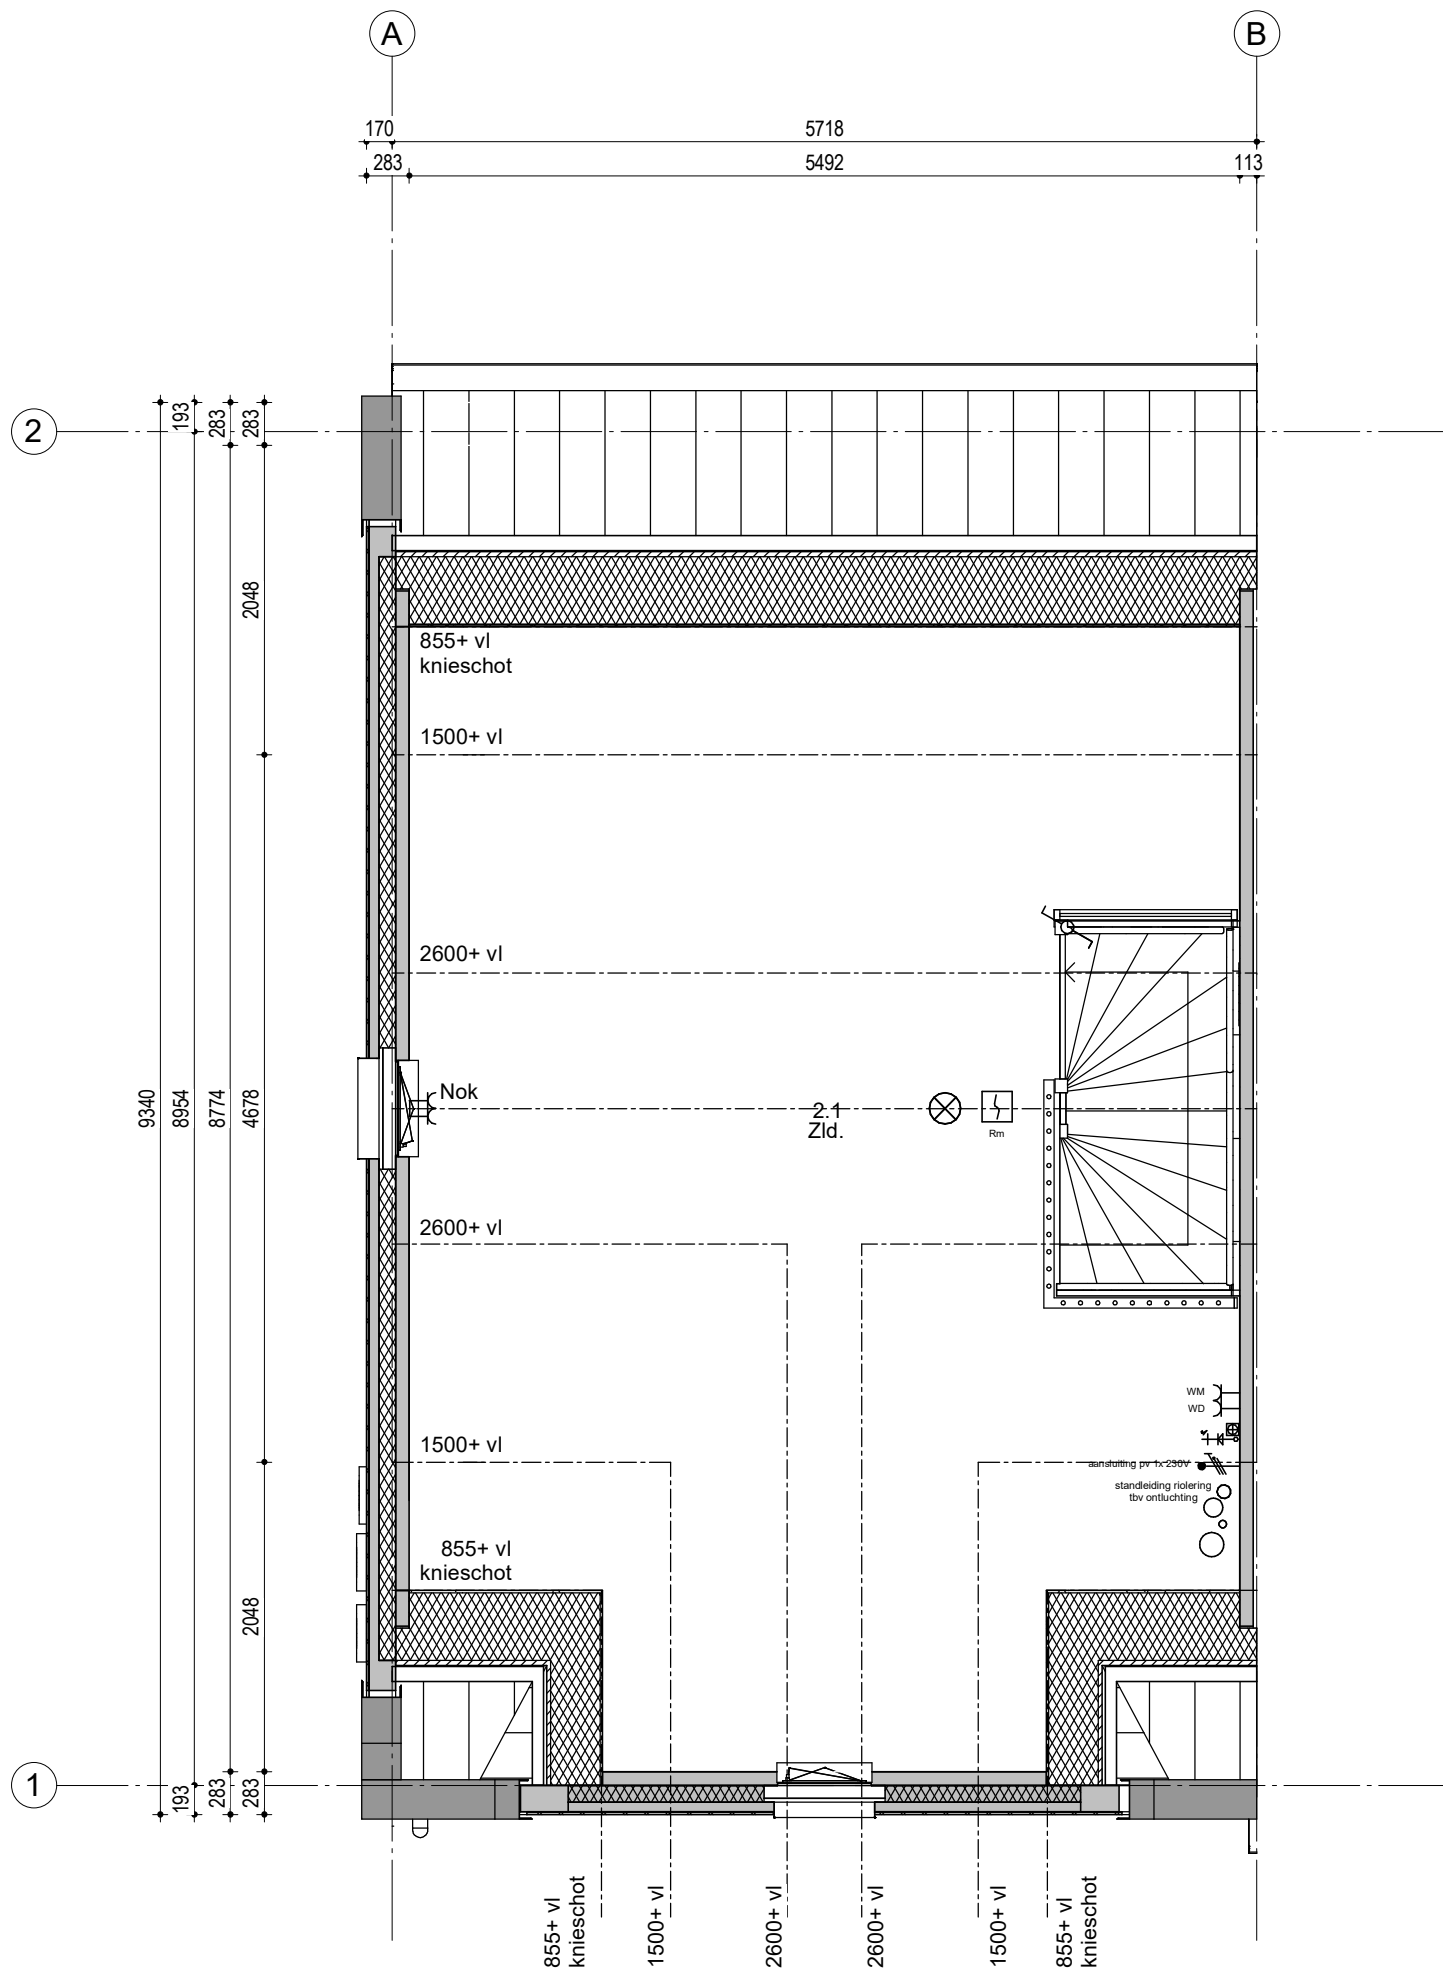 A
B
170
5718
283
5492
113
2
193
283
283
2048
855+ vl
knieschot
1500+ vl
2600+ vl
9340
8954
8774
4678
Nok
2.1
Zld.
Rm
2600+ vl
WM
WD
1500+ vl
aansluiting pv 1x 230V
standleiding riolering
tbv ontluchting
855+ vl
knieschot
2048
1
193
283
283
855+ vl
knieschot
1500+ vl
2600+ vl
2600+ vl
1500+ vl
855+ vl
knieschot